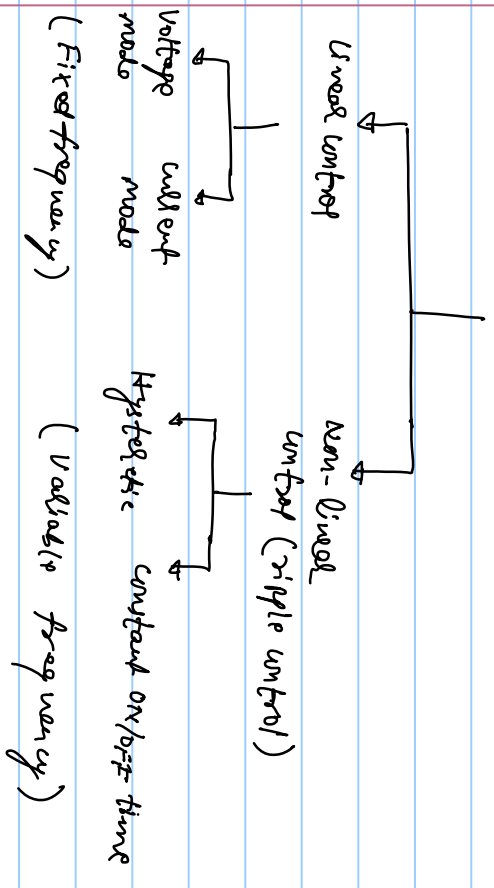 Linear control
Non-linear
control (ripple control)
Voltage
mode
current
mode
Hysteretic
constant ON/OFF time
(Fixed frequency)
(Variable frequency)